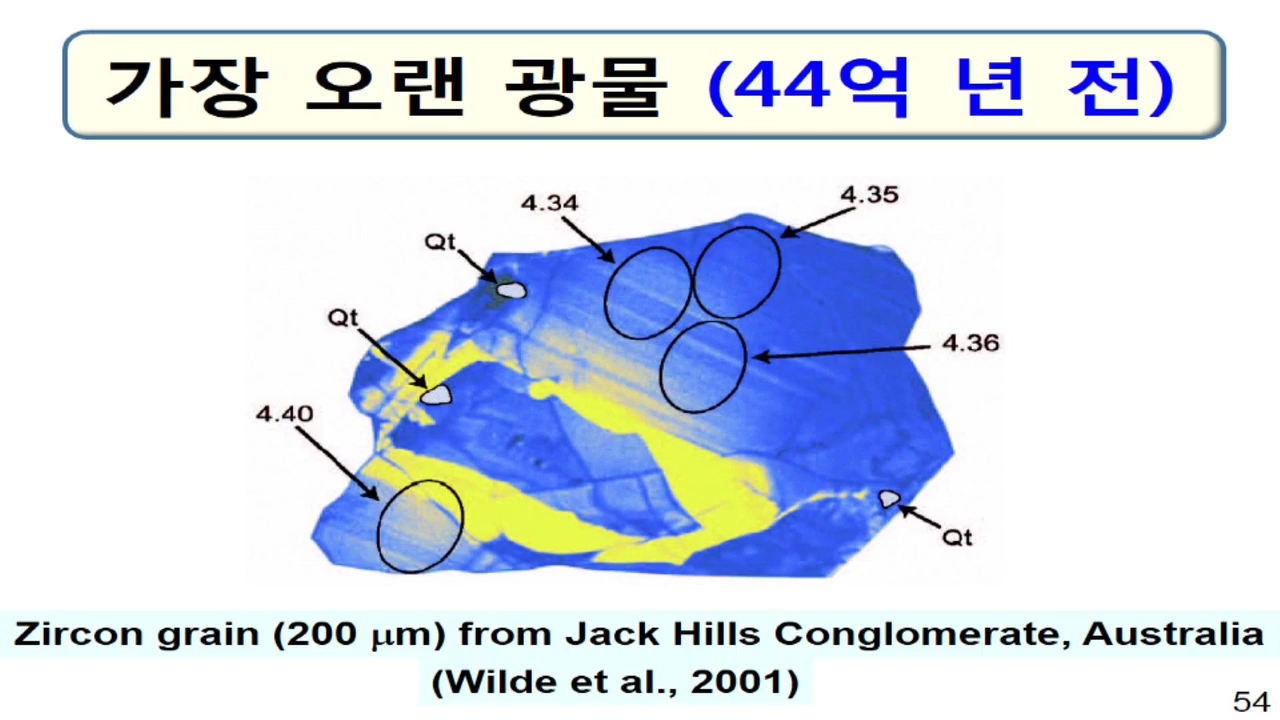 가장 오랜 광물 (44억 년 전)
4.35
4.34
Qt
Qt
4.36
4.40
Qt
Zircon grain (200 μm) from Jack Hills Conglomerate, Australia
(Wilde et al., 2001)
54